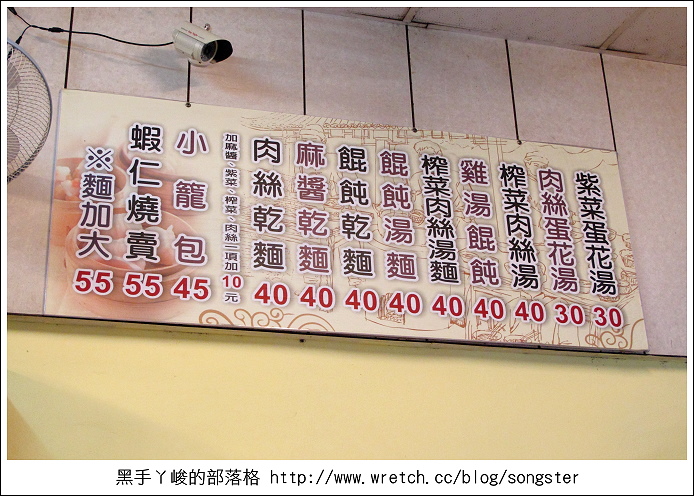 紫菜蛋花湯 30
肉絲蛋花湯 30
榨菜肉絲湯 40
雞湯餛飩 40
榨菜肉絲湯麵 40
餛飩湯麵 40
餛飩乾麵 40
麻醬乾麵 40
肉絲乾麵 40
加麻醬、紫菜、榨菜、肉絲一項加10元
小籠包 45
蝦仁燒賣 55
※麵加大 55
黑手ㄚ峻的部落格 http://www.wretch.cc/blog/songster